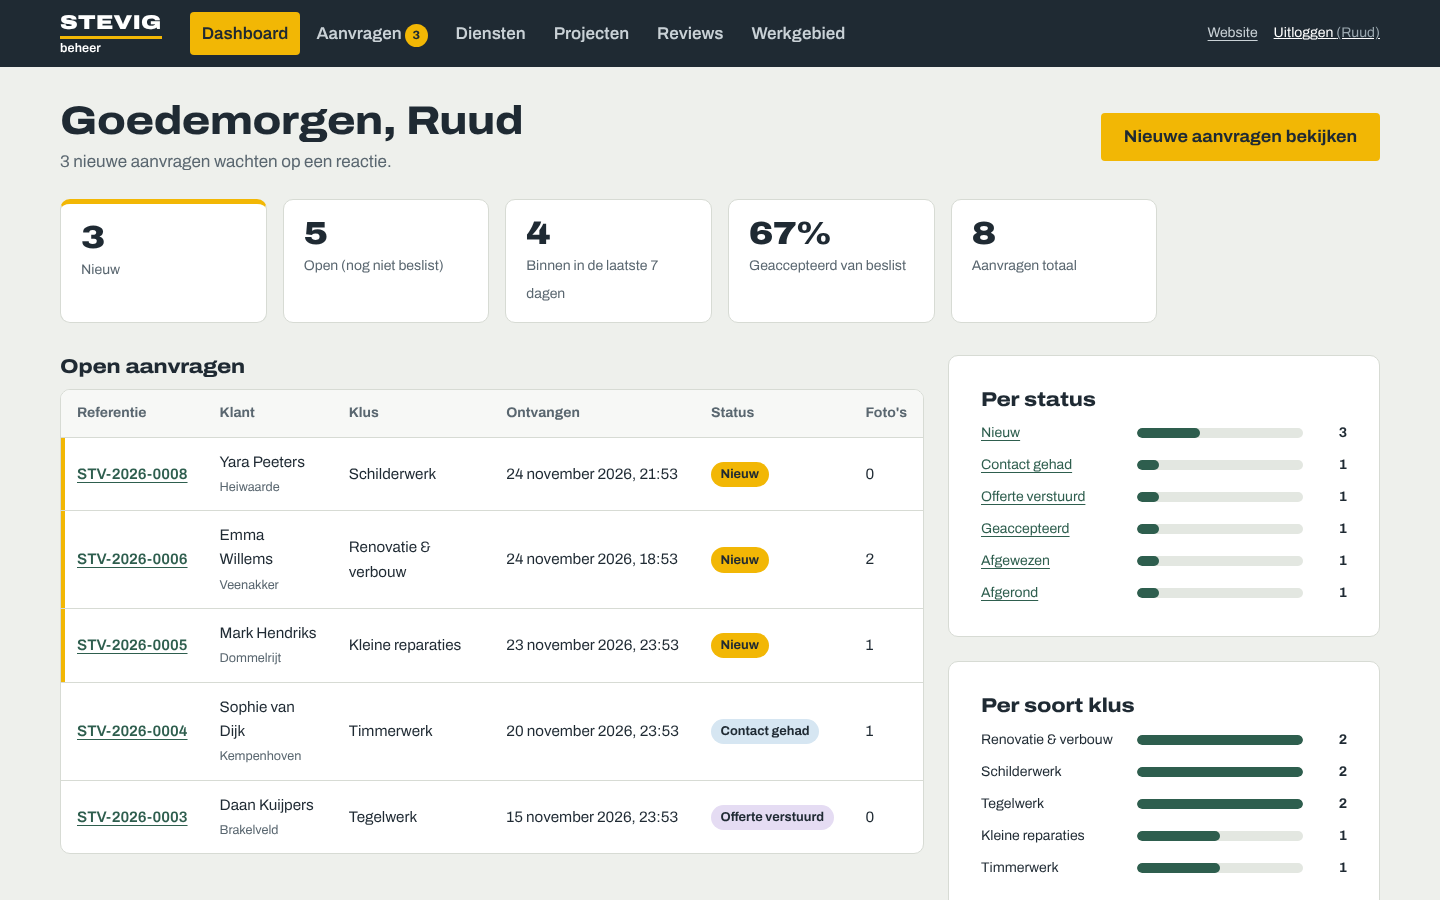 STEVIG
beheer
Dashboard
Aanvragen 3
Diensten
Projecten
Reviews
Werkgebied
Website
Uitloggen (Ruud)
Goedemorgen, Ruud
3 nieuwe aanvragen wachten op een reactie.
Nieuwe aanvragen bekijken
3
Nieuw
5
Open (nog niet beslist)
4
Binnen in de laatste 7
dagen
67%
Geaccepteerd van beslist
8
Aanvragen totaal
Open aanvragen
Referentie Klant Klus Ontvangen Status Foto's
STV-2026-0008 Yara Peeters Schilderwerk 24 november 2026, 21:53 Nieuw 0
Heiwaarde
STV-2026-0006 Emma Renovatie & 24 november 2026, 18:53 Nieuw 2
Willems verbouw
Veenakker
STV-2026-0005 Mark Hendriks Kleine reparaties 23 november 2026, 23:53 Nieuw 1
Dommelrijt
STV-2026-0004 Sophie van Timmerwerk 20 november 2026, 23:53 Contact gehad 1
Dijk
Kempenhoven
STV-2026-0003 Daan Kuijpers Tegelwerk 15 november 2026, 23:53 Offerte verstuurd 0
Brakelveld
Per status
Nieuw 3
Contact gehad 1
Offerte verstuurd 1
Geaccepteerd 1
Afgewezen 1
Afgerond 1
Per soort klus
Renovatie & verbouw 2
Schilderwerk 2
Tegelwerk 2
Kleine reparaties 1
Timmerwerk 1